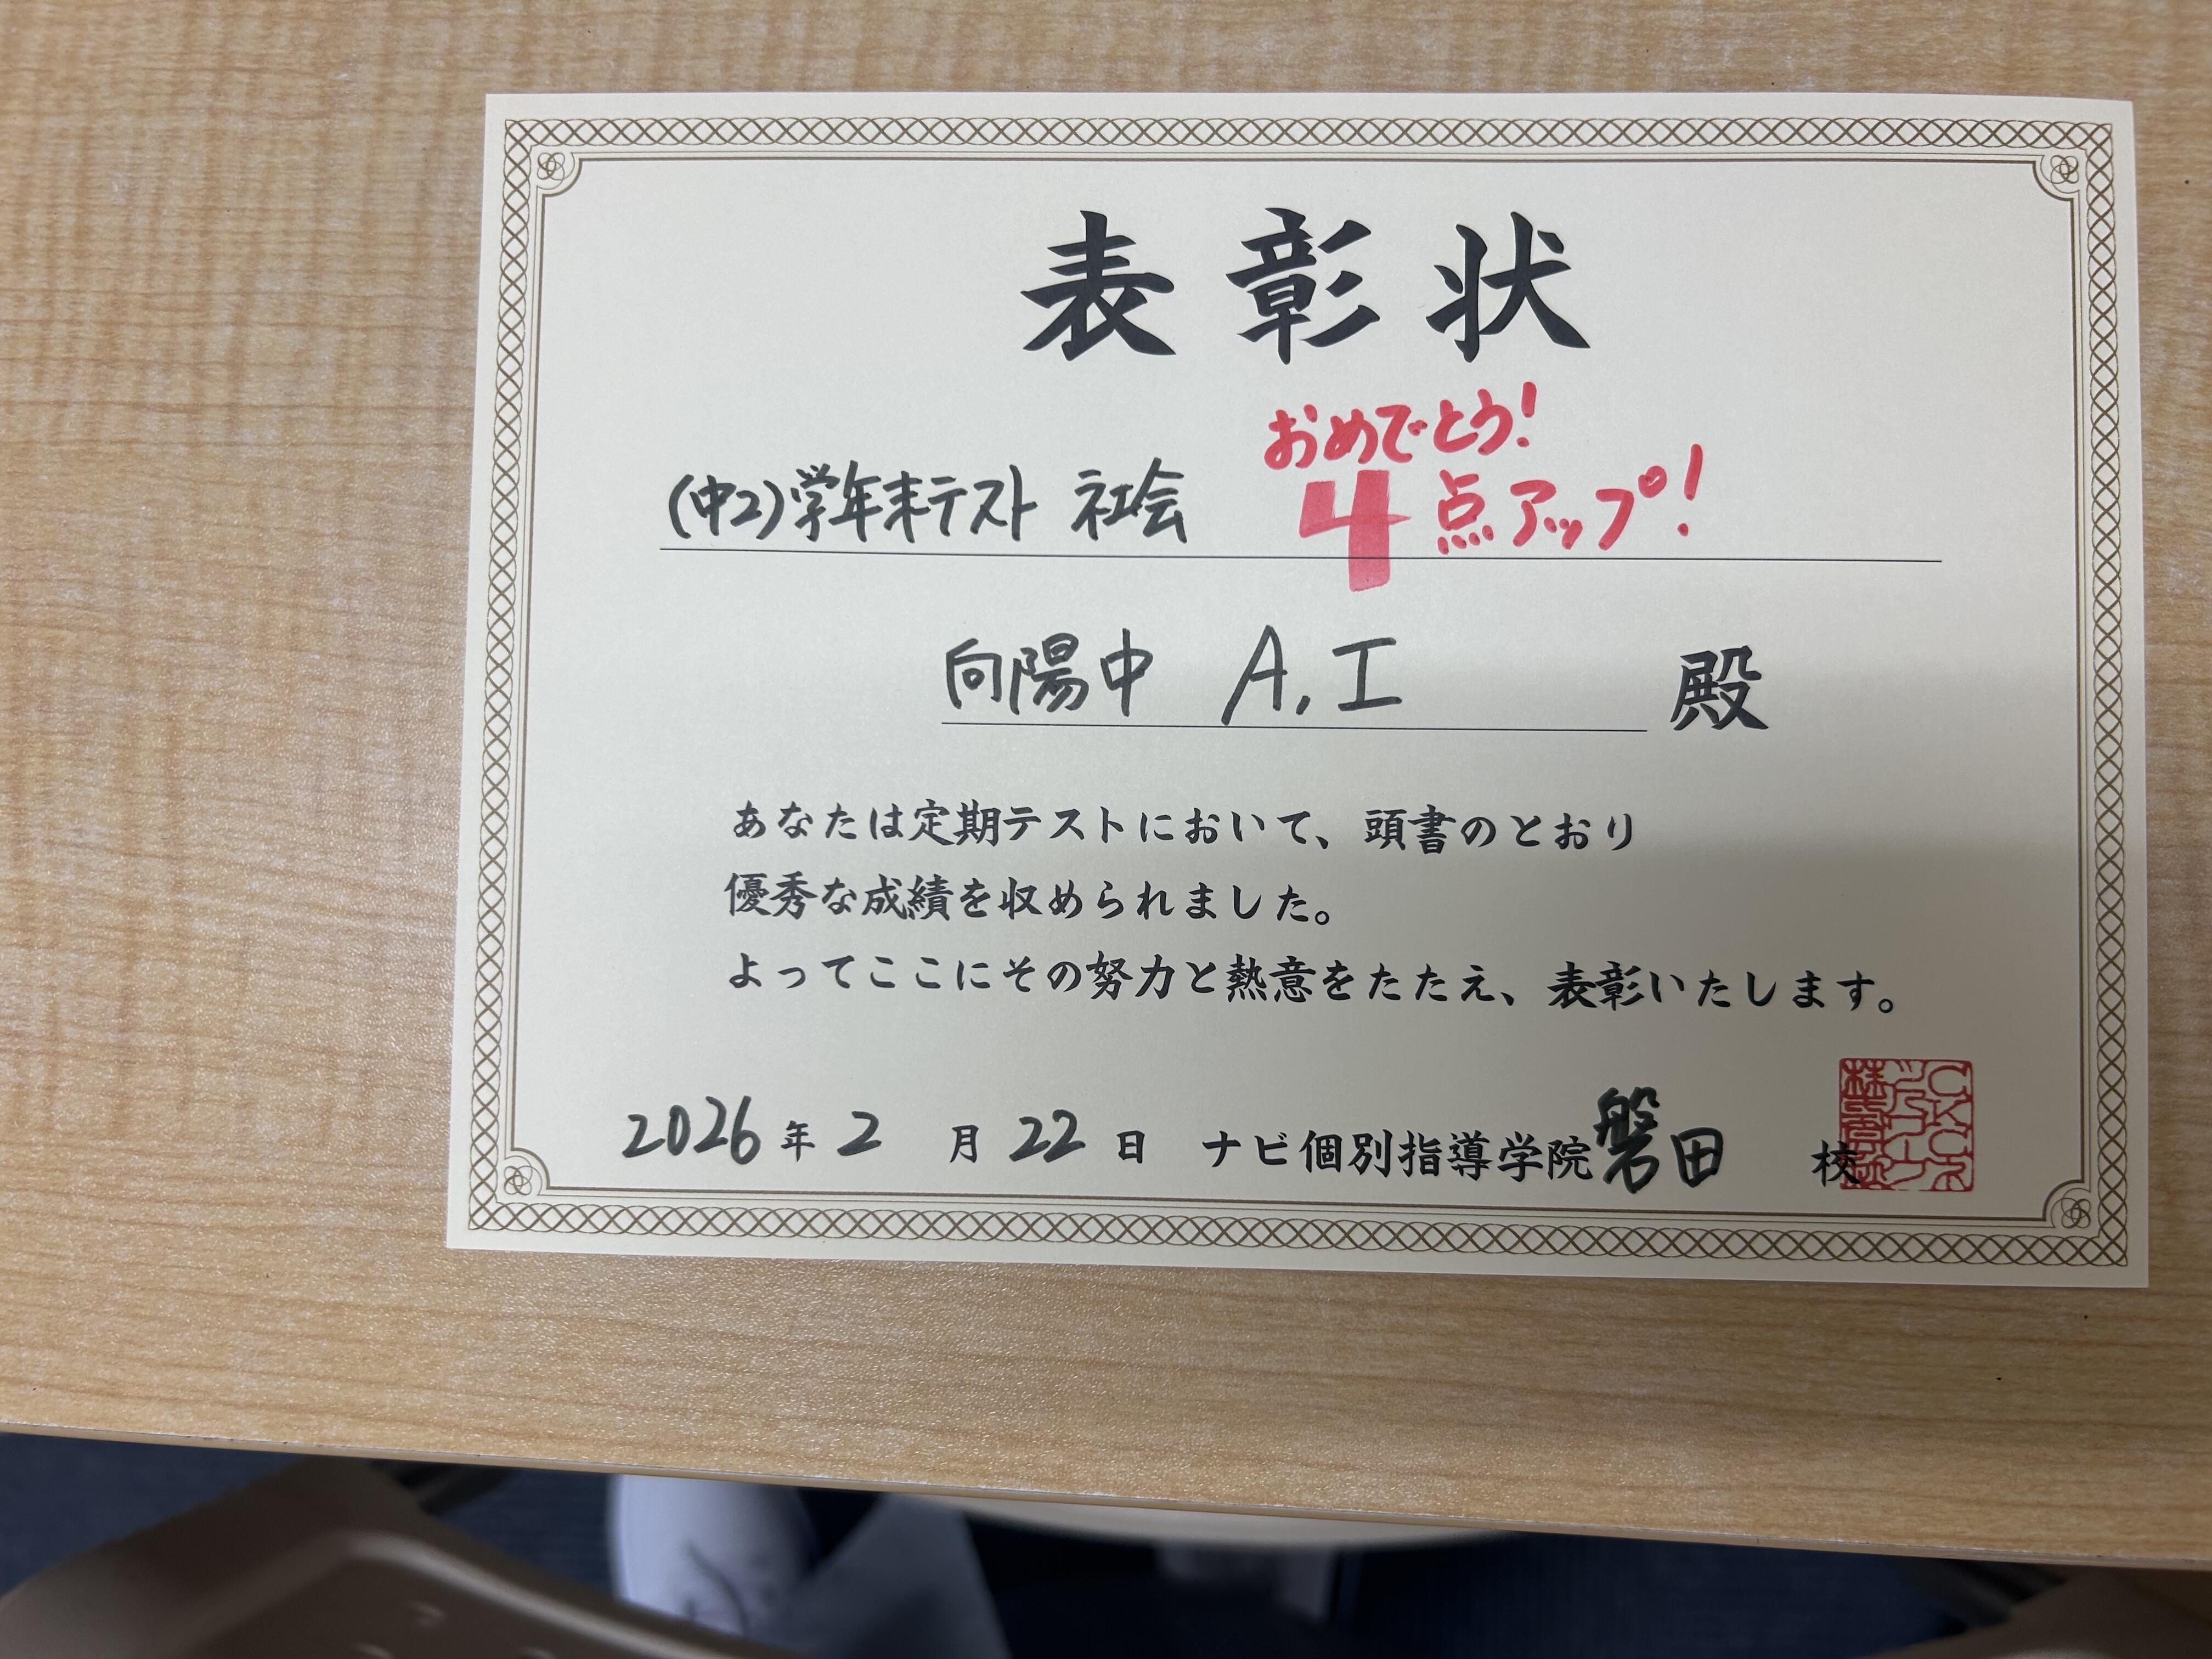 表彰状
おめでとう!
(中2)学年末テスト 社会 4点アップ!
向陽中 A,I 殿
あなたは定期テストにおいて、頭書のとおり
優秀な成績を収められました。
よってここにその努力と熱意をたたえ、表彰いたします。
2026年2月22日 ナビ個別指導学院磐田校